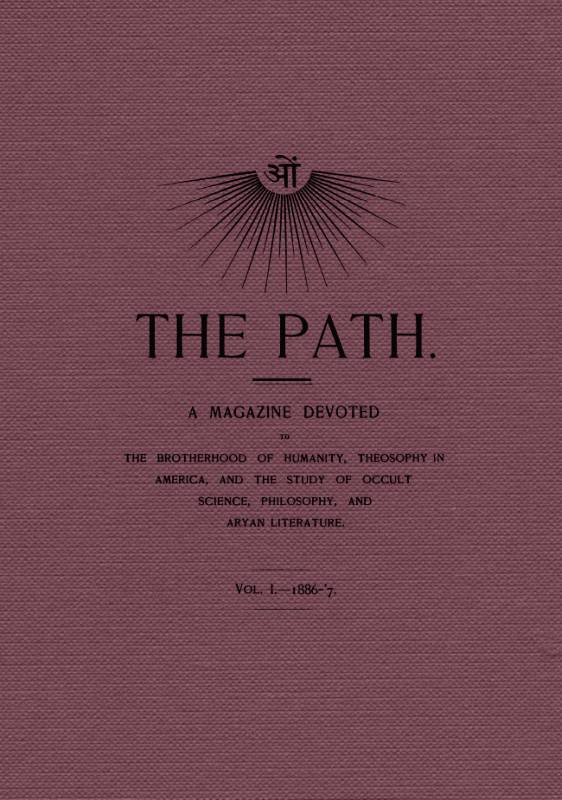 ओं
THE PATH.
A MAGAZINE DEVOTED
TO
THE BROTHERHOOD OF HUMANITY, THEOSOPHY IN
AMERICA, AND THE STUDY OF OCCULT
SCIENCE, PHILOSOPHY, AND
ARYAN LITERATURE.
VOL. I.—1886-'7.